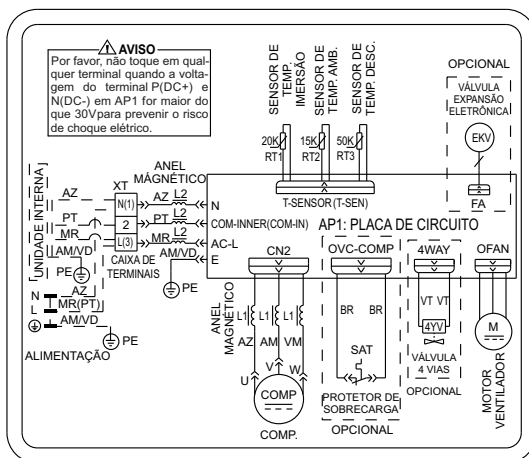 AVISO
Por favor, não toque em qual-
quer terminal quando a volta-
gem do terminal P(DC+) e
N(DC-) em AP1 for maior do
que 30Vpara prevenir o risco
de choque elétrico.
SENSOR DE
TEMP.
IMERSÃO
SENSOR DE
TEMP. AMB.
SENSOR DE
TEMP. DESC.
OPCIONAL
VÁLVULA
EXPANSÃO
ELETRÔNICA
EKV
FA
20K
RT1
15K
RT2
50K
RT3
T-SENSOR(T-SEN)
ANEL
MÁGNÉTICO
XT
UNIDADE INTERNA
AZ
N(1)
AZ
L2
N
PT
2
PT
L2
COM-INNER(COM-IN)
AP1: PLACA DE CIRCUITO
MR
L(3)
MR
L2
AC-L
AM/VD
AM/VD
E
PE
CAIXA DE
TERMINAIS
PE
N
AZ
L
MR(PT)
AM/VD
PE
ALIMENTAÇÃO
CN2
OVC-COMP
4WAY
OFAN
ANEL
MAGNÉTICO
L1
L1
L1
AZ
AM
VM
U
V
W
COMP
COMP.
BR
BR
SAT
PROTETOR DE
SOBRECARGA
OPCIONAL
VT
VT
4YV
VÁLVULA
4 VIAS
OPCIONAL
M
MOTOR
VENTILADOR